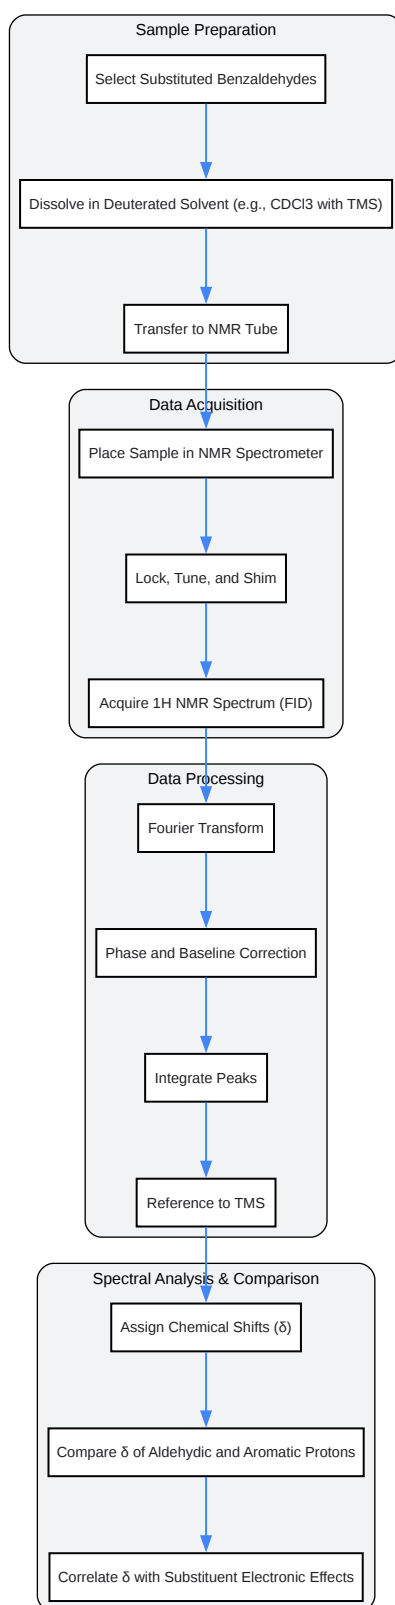 Sample Preparation
Select Substituted Benzaldehydes
Dissolve in Deuterated Solvent (e.g., CDCl3 with TMS)
Transfer to NMR Tube
Data Acquisition
Place Sample in NMR Spectrometer
Lock, Tune, and Shim
Acquire 1H NMR Spectrum (FID)
Data Processing
Fourier Transform
Phase and Baseline Correction
Integrate Peaks
Reference to TMS
Spectral Analysis & Comparison
Assign Chemical Shifts (δ)
Compare δ of Aldehydic and Aromatic Protons
Correlate δ with Substituent Electronic Effects